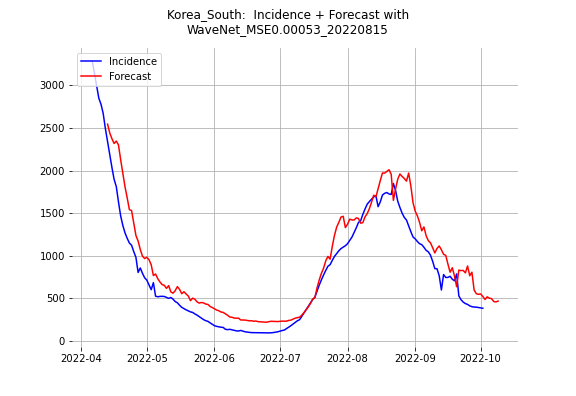 Korea_South:  Incidence + Forecast with
WaveNet_MSE0.00053_20220815
Incidence
Forecast
3000
2500
2000
1500
1000
500
0
2022-04 2022-05 2022-06 2022-07 2022-08 2022-09 2022-10